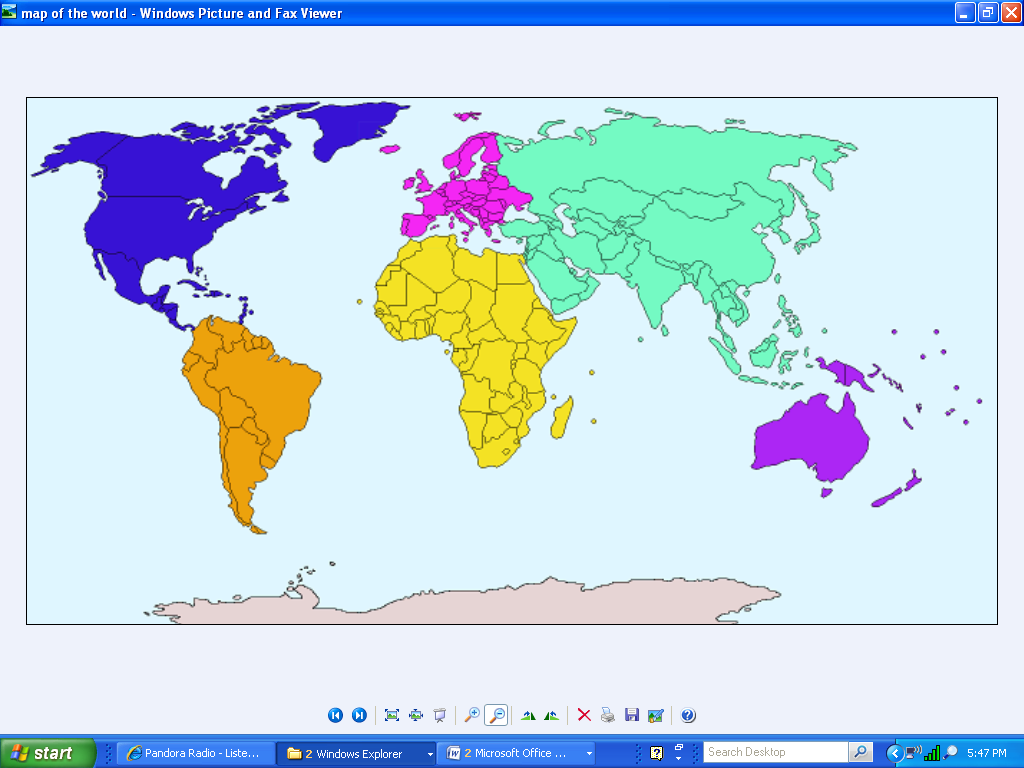 map of the world - Windows Picture and Fax Viewer
start
Pandora Radio - Liste...
2 Windows Explorer
2 Microsoft Office ...
Search Desktop
5:47 PM